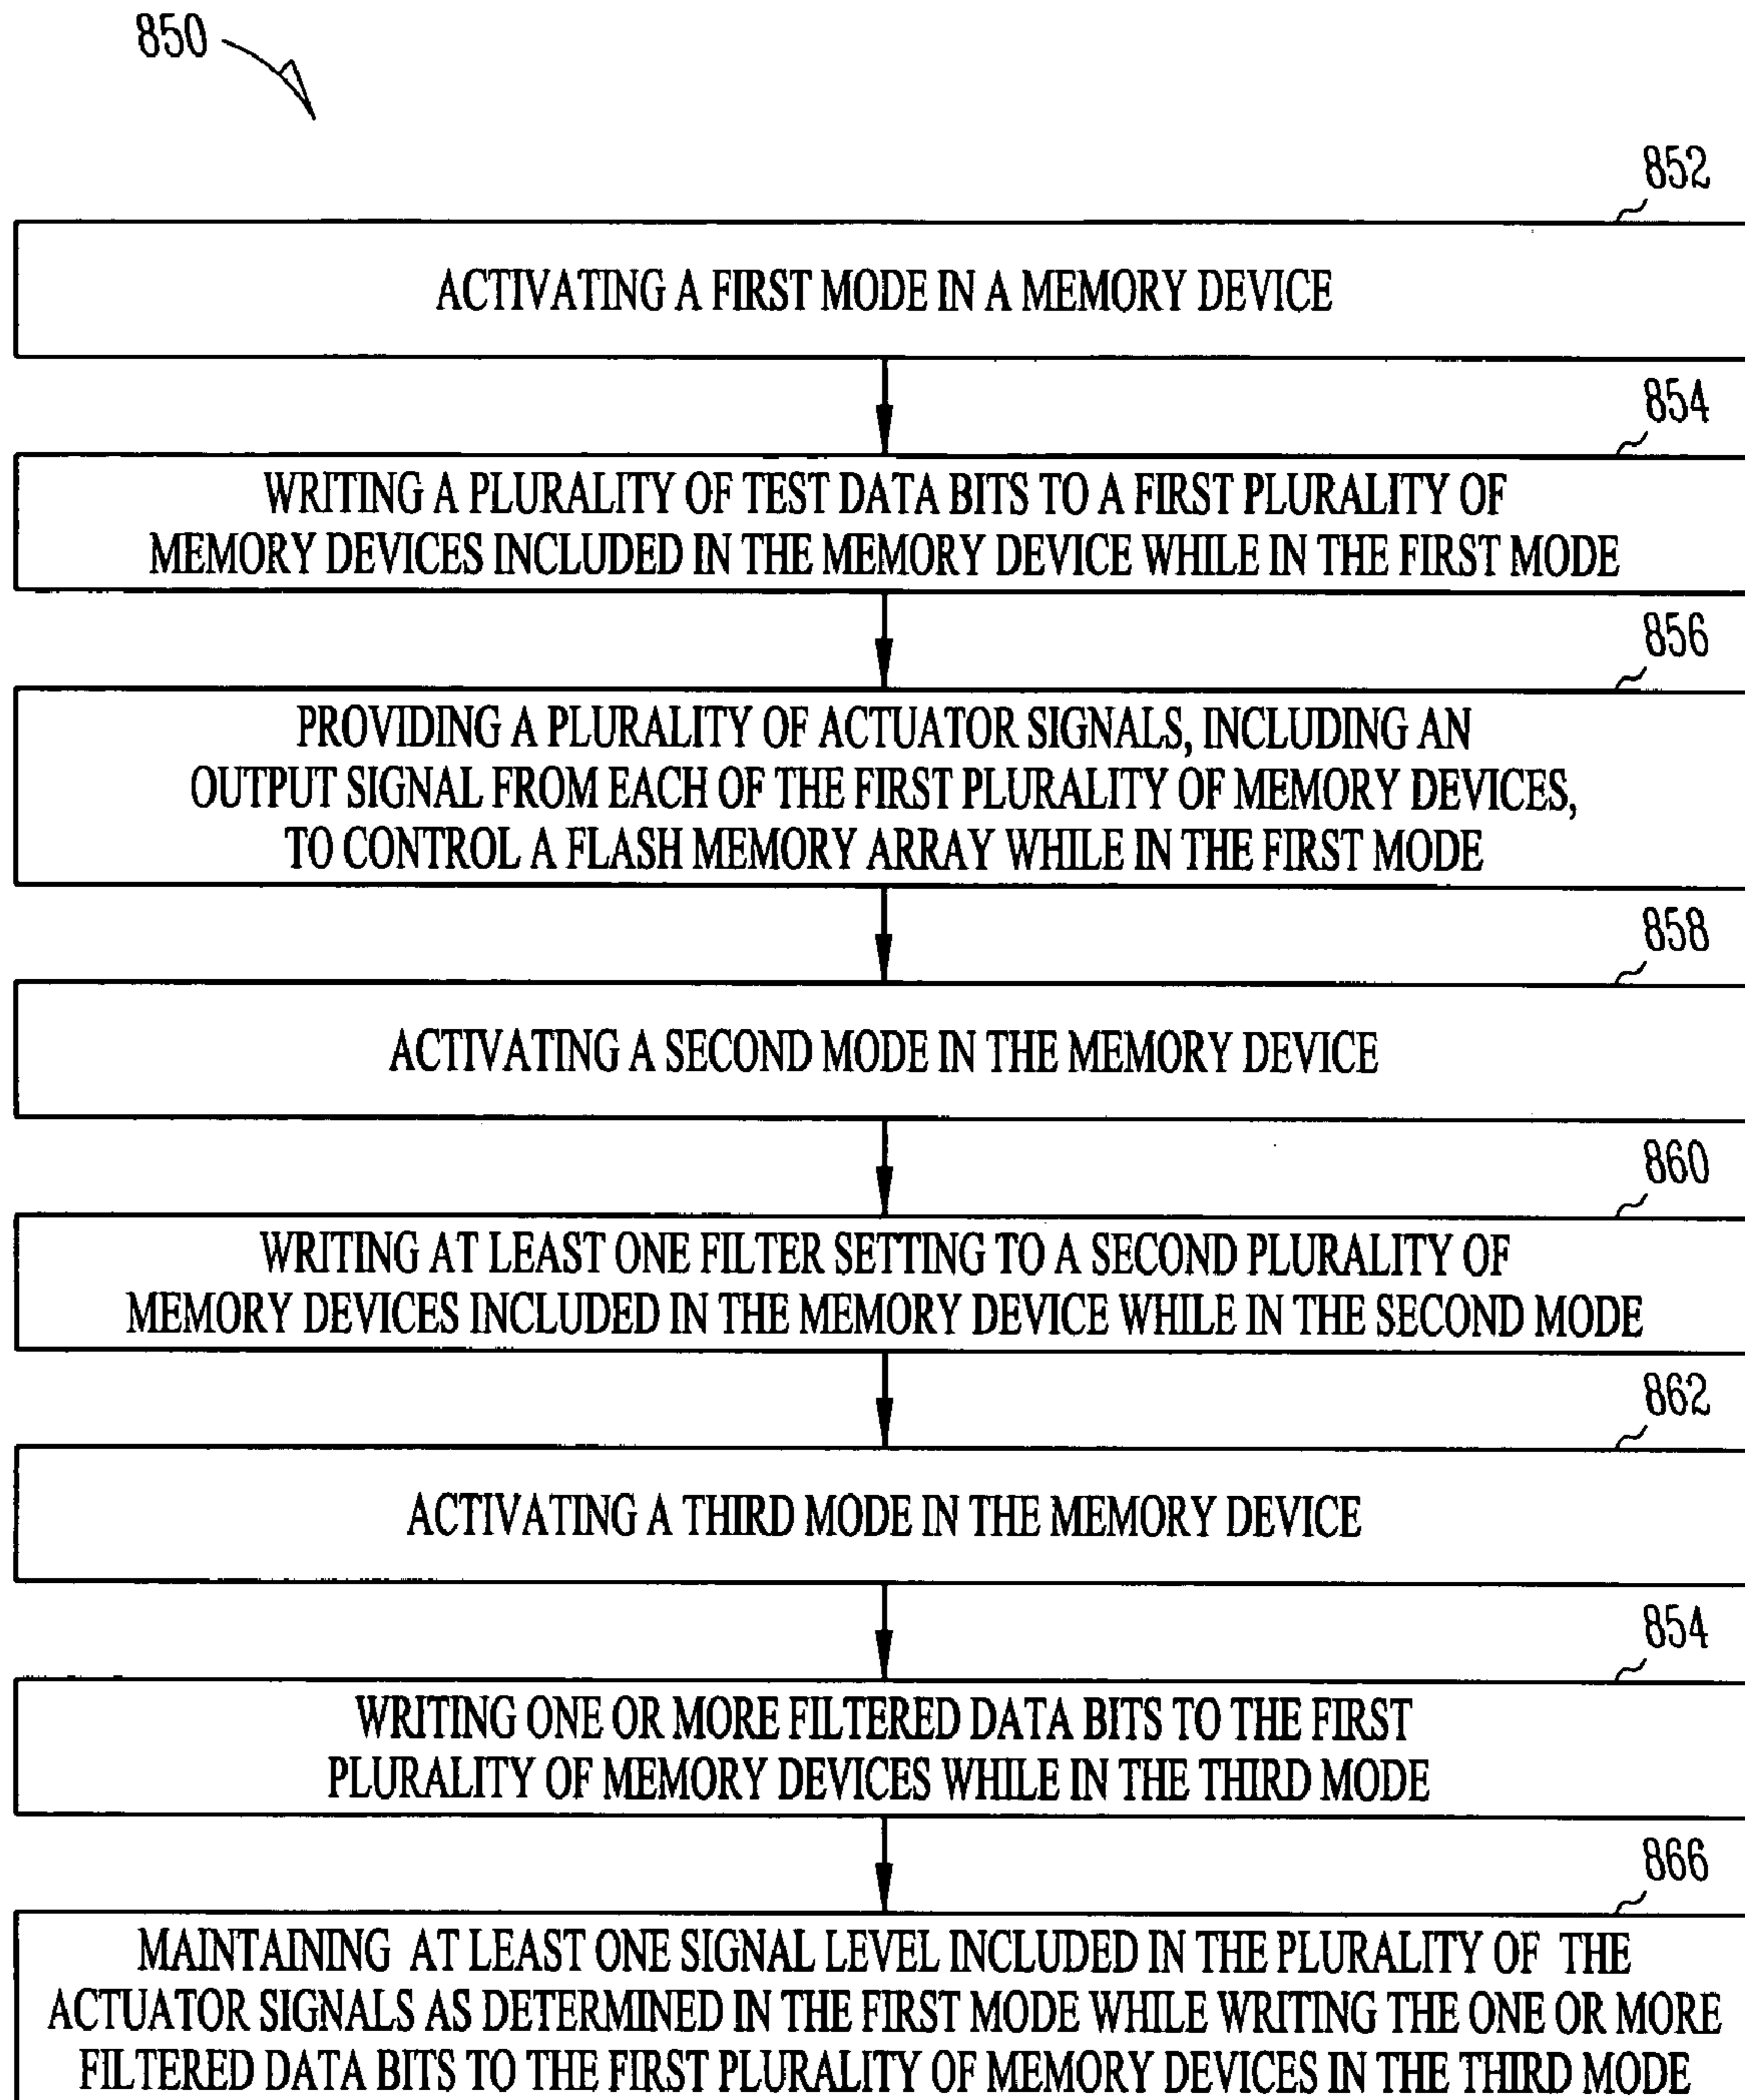 850
852
ACTIVATING A FIRST MODE IN A MEMORY DEVICE
854
WRITING A PLURALITY OF TEST DATA BITS TO A FIRST PLURALITY OF
MEMORY DEVICES INCLUDED IN THE MEMORY DEVICE WHILE IN THE FIRST MODE
856
PROVIDING A PLURALITY OF ACTUATOR SIGNALS, INCLUDING AN
OUTPUT SIGNAL FROM EACH OF THE FIRST PLURALITY OF MEMORY DEVICES,
TO CONTROL A FLASH MEMORY ARRAY WHILE IN THE FIRST MODE
858
ACTIVATING A SECOND MODE IN THE MEMORY DEVICE
860
WRITING AT LEAST ONE FILTER SETTING TO A SECOND PLURALITY OF
MEMORY DEVICES INCLUDED IN THE MEMORY DEVICE WHILE IN THE SECOND MODE
862
ACTIVATING A THIRD MODE IN THE MEMORY DEVICE
854
WRITING ONE OR MORE FILTERED DATA BITS TO THE FIRST
PLURALITY OF MEMORY DEVICES WHILE IN THE THIRD MODE
866
MAINTAINING AT LEAST ONE SIGNAL LEVEL INCLUDED IN THE PLURALITY OF THE
ACTUATOR SIGNALS AS DETERMINED IN THE FIRST MODE WHILE WRITING THE ONE OR MORE
FILTERED DATA BITS TO THE FIRST PLURALITY OF MEMORY DEVICES IN THE THIRD MODE